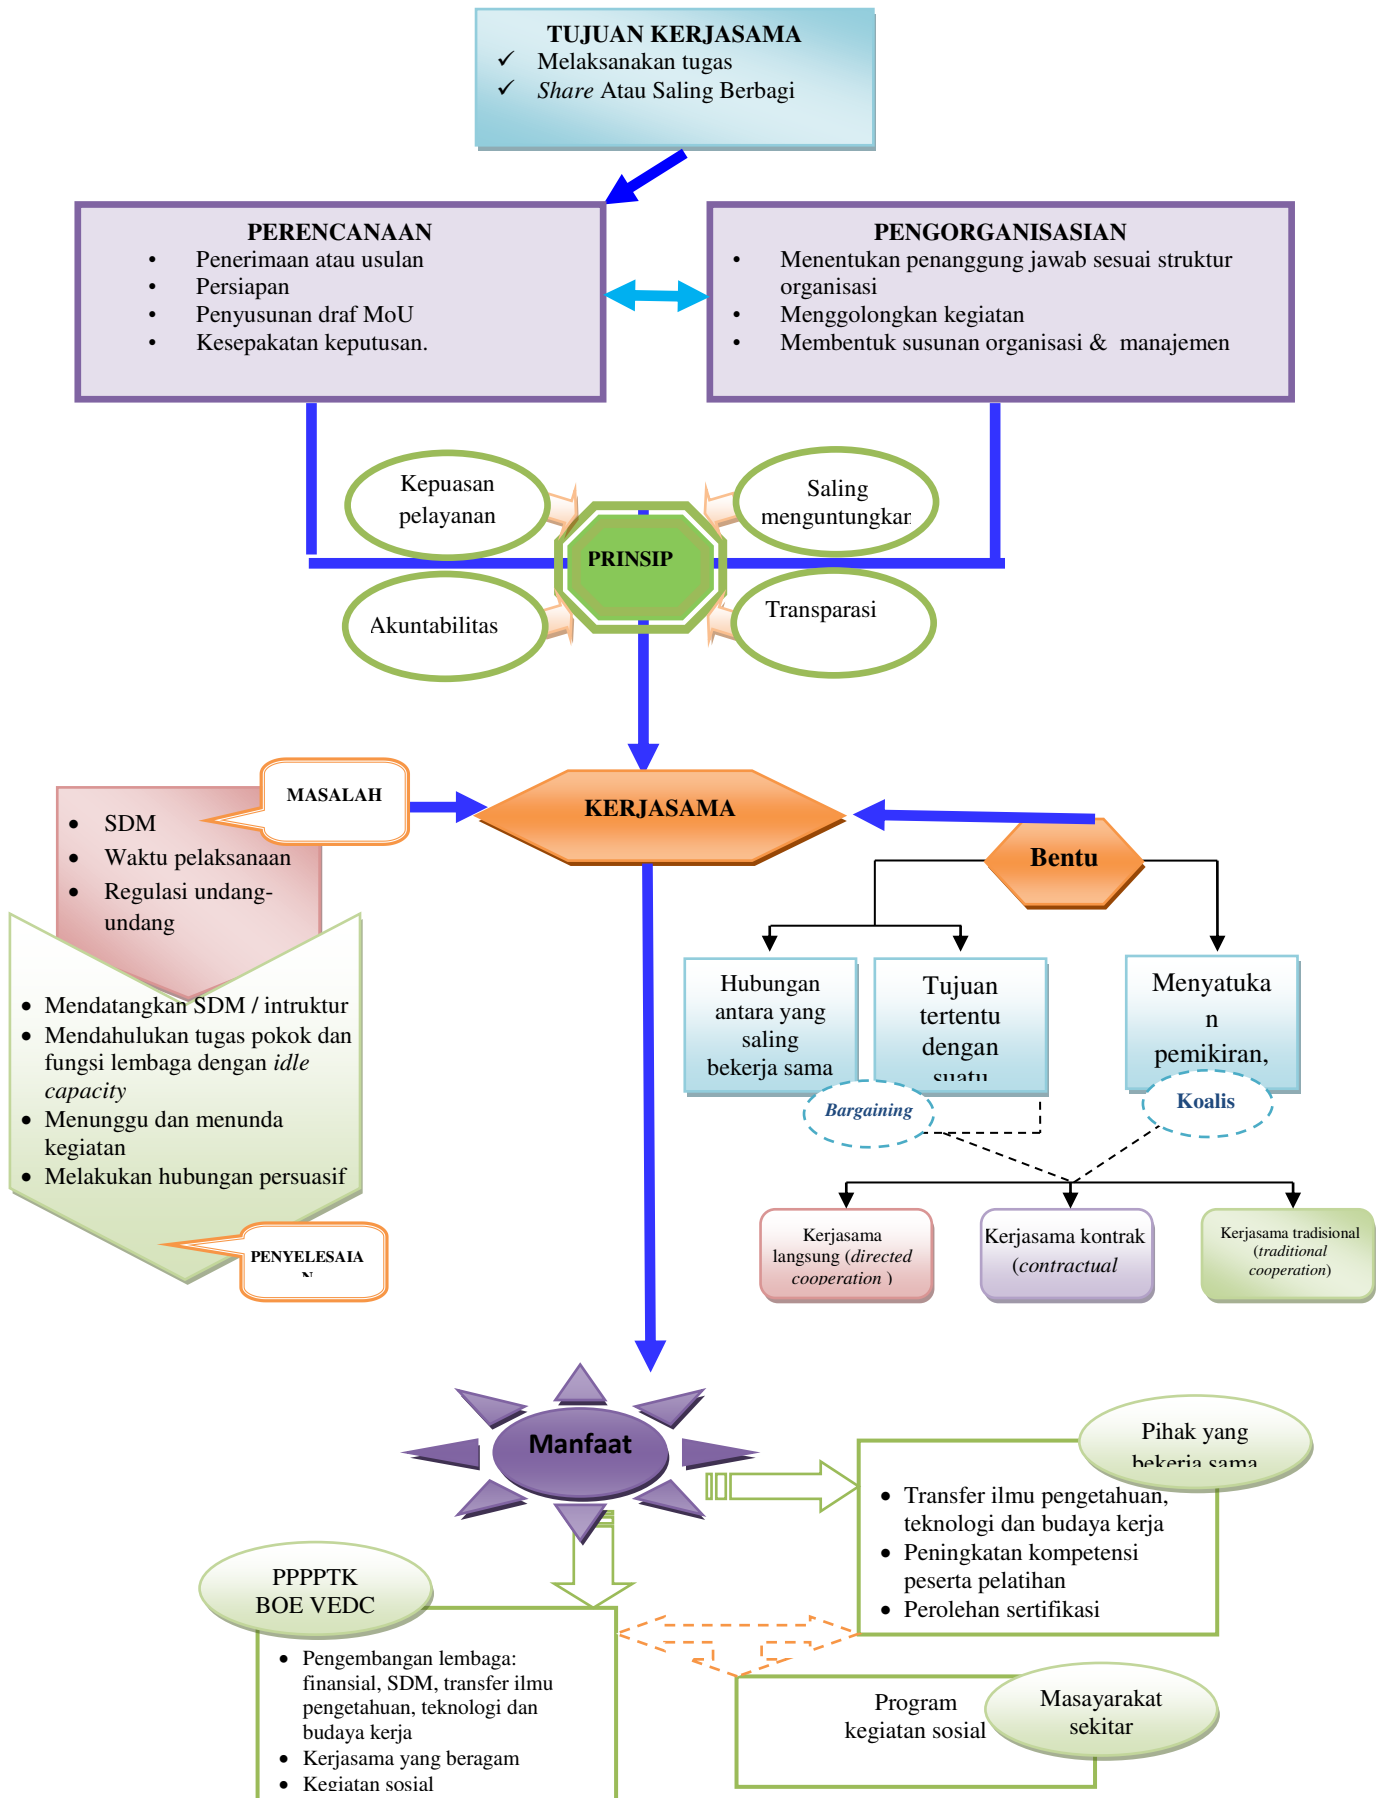 TUJUAN KERJASAMA
✓ Melaksanakan tugas
✓ Share Atau Saling Berbagi
PERENCANAAN
• Penerimaan atau usulan
• Persiapan
• Penyusunan draf MoU
• Kesepakatan keputusan.
PENGORGANISASIAN
• Menentukan penanggung jawab sesuai struktur
organisasi
• Menggolongkan kegiatan
• Membentuk susunan organisasi & manajemen
Kepuasan
pelayanan
Saling
menguntungkan
PRINSIP
Akuntabilitas
Transparasi
MASALAH
• SDM
• Waktu pelaksanaan
• Regulasi undang-
undang
KERJASAMA
Bentu
• Mendatangkan SDM / intruktur
• Mendahulukan tugas pokok dan
fungsi lembaga dengan idle
capacity
• Menunggu dan menunda
kegiatan
• Melakukan hubungan persuasif
PENYELESAIA
N
Hubungan
antara yang
saling
bekerja sama
Tujuan
tertentu
dengan
suatu
Menyatuka
n
pemikiran,
Bargaining
Koalis
Kerjasama
langsung (directed
cooperation )
Kerjasama kontrak
(contractual
Kerjasama tradisional
(traditional
cooperation)
Manfaat
Pihak yang
bekerja sama
• Transfer ilmu pengetahuan,
teknologi dan budaya kerja
• Peningkatan kompetensi
peserta pelatihan
• Perolehan sertifikasi
PPPPTK
BOE VEDC
• Pengembangan lembaga:
finansial, SDM, transfer ilmu
pengetahuan, teknologi dan
budaya kerja
• Kerjasama yang beragam
• Kegiatan sosial
Program
kegiatan sosial
Masayarakat
sekitar